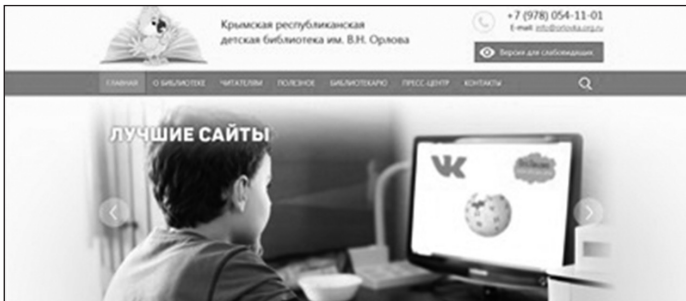 Крымская республиканская
детская библиотека им. В.Н. Орлова
+7 (978) 054-11-01
E-mail: info@orlovka.org.ru
Версия для слабовидящих
ГЛАВНАЯ О БИБЛИОТЕКЕ ЧИТАТЕЛЯМ ПОЛЕЗНОЕ БИБЛИОТЕКАРЮ ПРЕСС-ЦЕНТР КОНТАКТЫ
ЛУЧШИЕ САЙТЫ